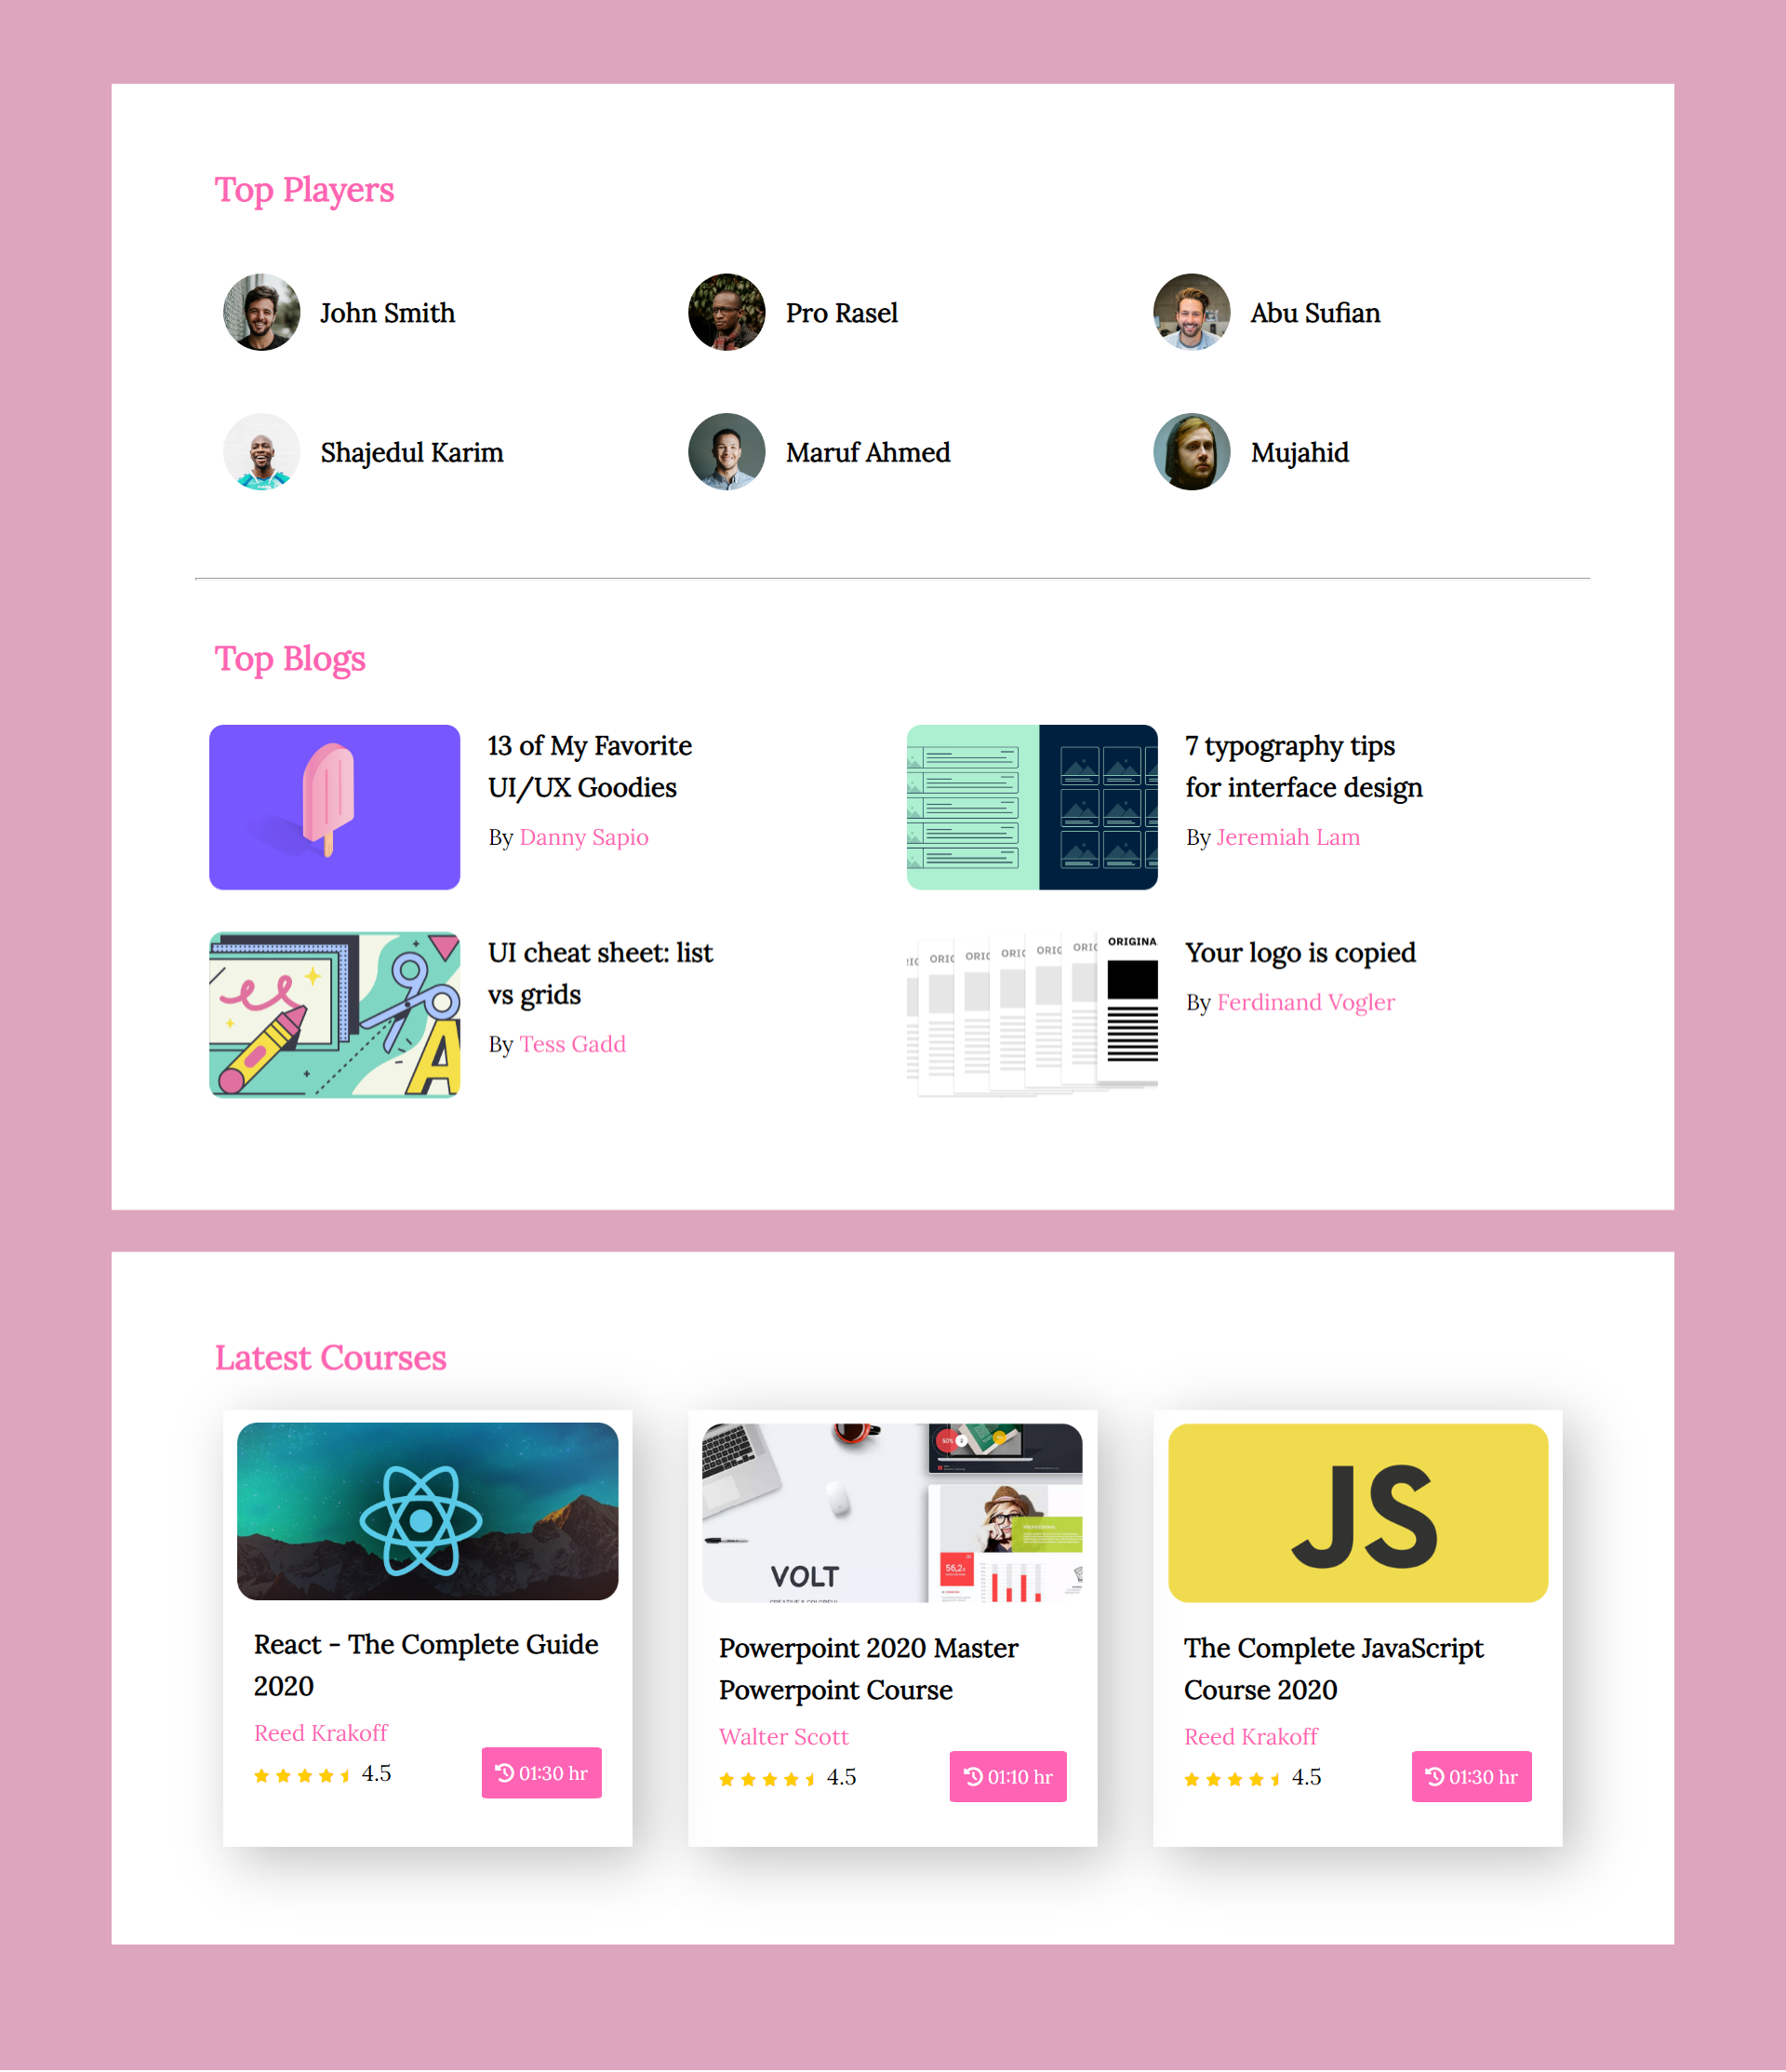 Top Players
John Smith
Pro Rasel
Abu Sufian
Shajedul Karim
Maruf Ahmed
Mujahid
Top Blogs
13 of My Favorite
UI/UX Goodies
By Danny Sapio
7 typography tips
for interface design
By Jeremiah Lam
UI cheat sheet: list
vs grids
By Tess Gadd
ORIGINA
Your logo is copied
By Ferdinand Vogler
Latest Courses
React - The Complete Guide
2020
Reed Krakoff
4.5
01:30 hr
VOLT
Powerpoint 2020 Master
Powerpoint Course
Walter Scott
4.5
01:10 hr
JS
The Complete JavaScript
Course 2020
Reed Krakoff
4.5
01:30 hr